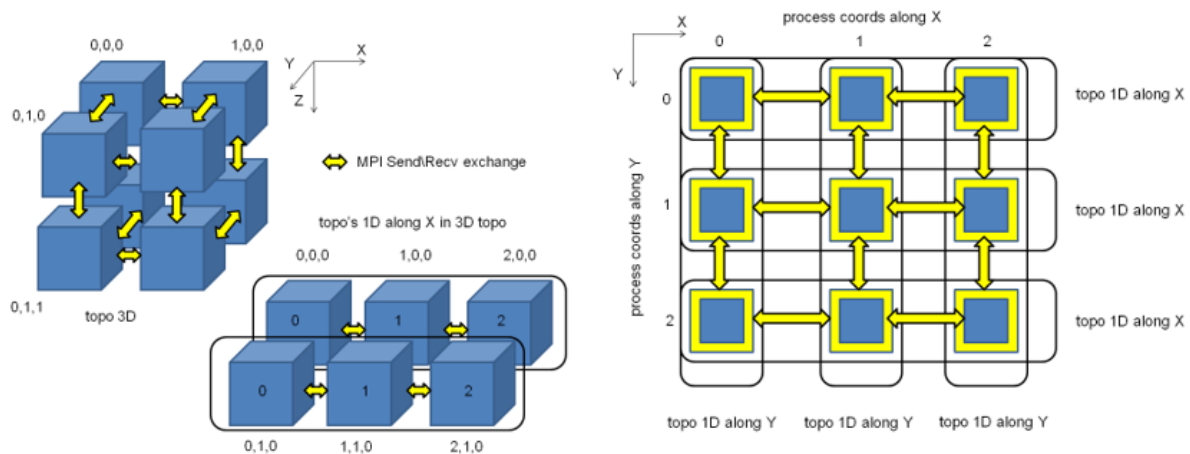 0,0,0
1,0,0
X
Y
Z
0,1,0
MPI Send\Recv exchange
topo's 1D along X in 3D topo
0,0,0
1,0,0
2,0,0
0,1,1
topo 3D
0
1
2
0
1
2
0,1,0
1,1,0
2,1,0
process coords along X
X
0
1
2
Y
0
topo 1D along X
process coords along Y
1
topo 1D along X
2
topo 1D along X
topo 1D along Y
topo 1D along Y
topo 1D along Y